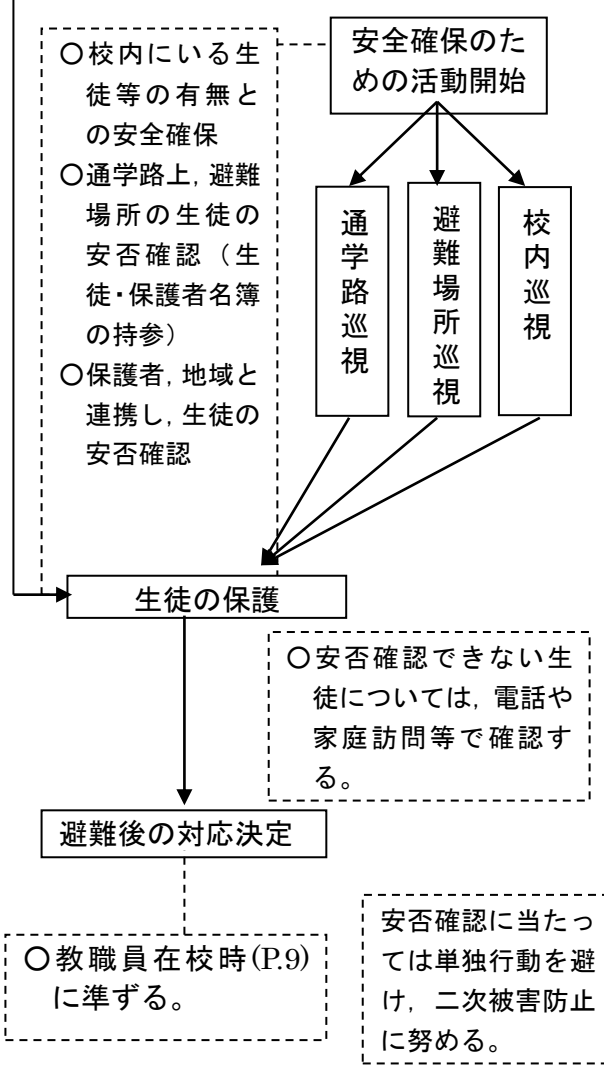 安全確保のた
めの活動開始
〇校内にいる生
徒等の有無と
の安全確保
〇通学路上，避難
場所の生徒の
安否確認（生
徒・保護者名簿
の持参）
〇保護者，地域と
連携し，生徒の
安否確認
通学路巡視
避難場所巡視
校内巡視
生徒の保護
〇安否確認できない生
徒については，電話や
家庭訪問等で確認す
る。
避難後の対応決定
〇教職員在校時(P.9)
に準ずる。
安否確認に当たっ
ては単独行動を避
け，二次被害防止
に努める。